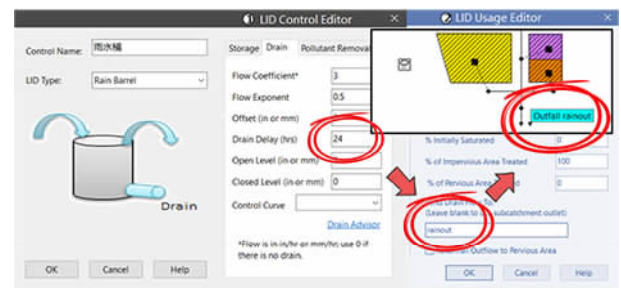 LID Control Editor
LID Usage Editor
Control Name:
雨水桶
LID Type:
Rain Barrel
Drain
OK
Cancel
Help
Storage
Drain
Pollutant Removal
Flow Coefficient*
3
Flow Exponent
0.5
Offset (in or mm)
Drain Delay (hrs)
24
Open Level (in or mm)
Closed Level (in or mm)
0
Control Curve
Drain Advisor
*Flow is in in/hr or mm/hr; use 0 if
there is no drain.
Outfall rainout
% Initially Saturated
0
% of Impervious Area Treated
100
% of Pervious Area
0
(Leave blank to use subcatchment outlet)
rainout
Outflow to Pervious Area
OK
Cancel
Help